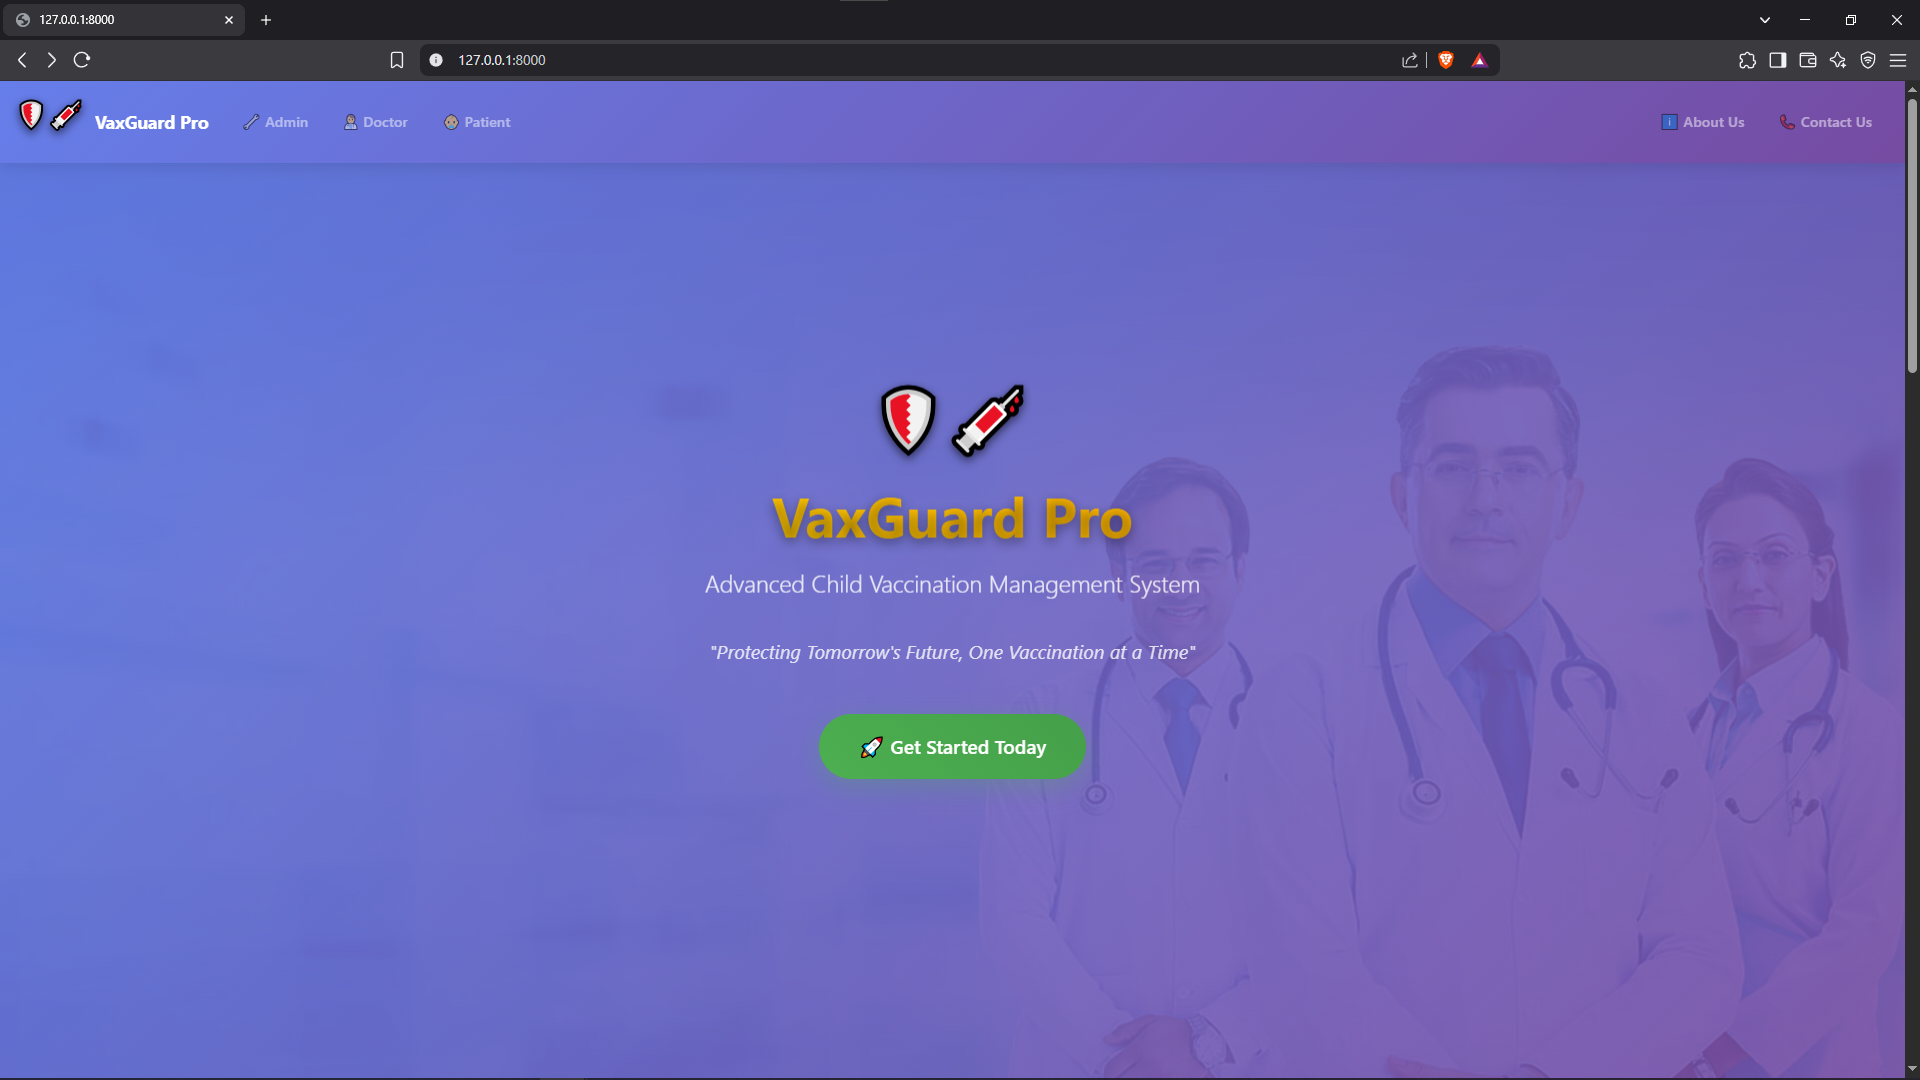 127.0.0.1:8000
127.0.0.1:8000
VaxGuard Pro
Admin
Doctor
Patient
About Us
Contact Us
VaxGuard Pro
Advanced Child Vaccination Management System
"Protecting Tomorrow's Future, One Vaccination at a Time"
🚀 Get Started Today